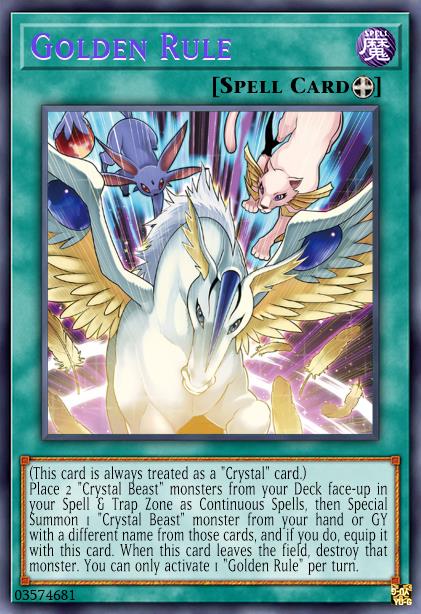 GOLDEN RULE
SPELL
魔
[SPELL CARD]
(This card is always treated as a "Crystal" card.)
Place 2 "Crystal Beast" monsters from your Deck face-up in
your Spell & Trap Zone as Continuous Spells, then Special
Summon 1 "Crystal Beast" monster from your hand or GY
with a different name from those cards, and if you do, equip it
with this card. When this card leaves the field, destroy that
monster. You can only activate 1 "Golden Rule" per turn.
03574681